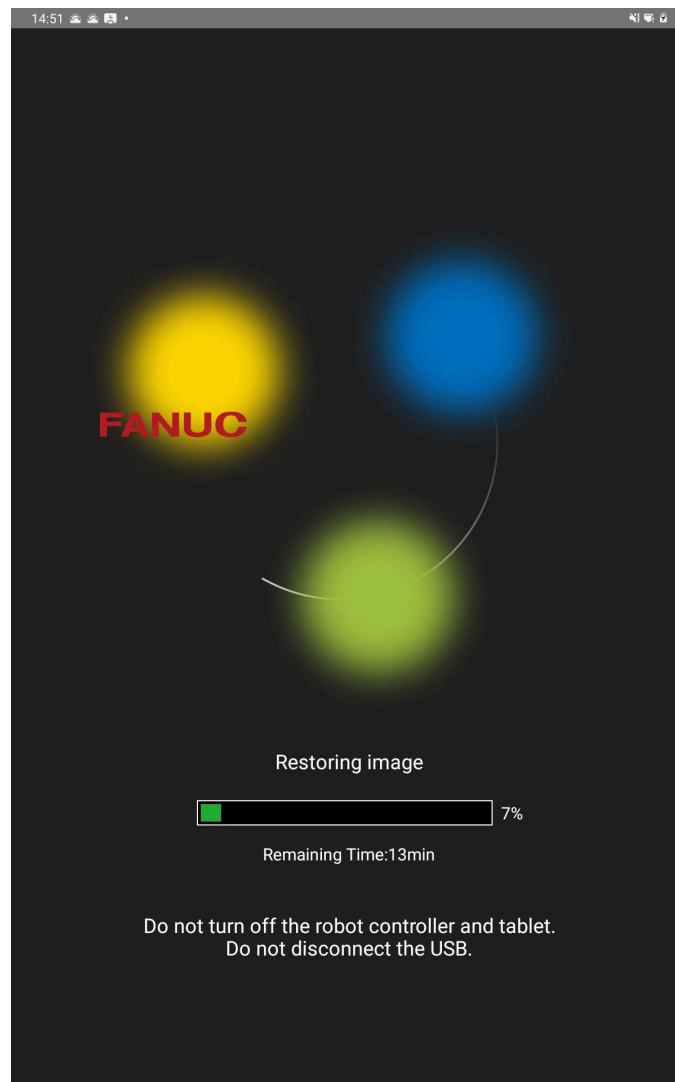 14:51
FANUC
Restoring image
7%
Remaining Time:13min
Do not turn off the robot controller and tablet.
Do not disconnect the USB.